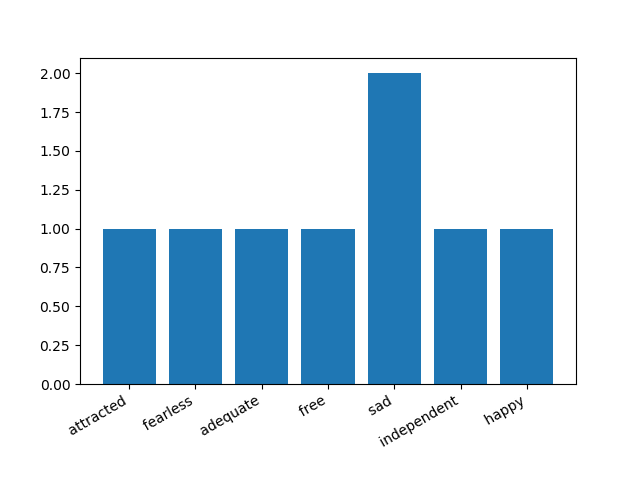 2.00
1.75
1.50
1.25
1.00
0.75
0.50
0.25
0.00
attracted
fearless
adequate
free
sad
independent
happy